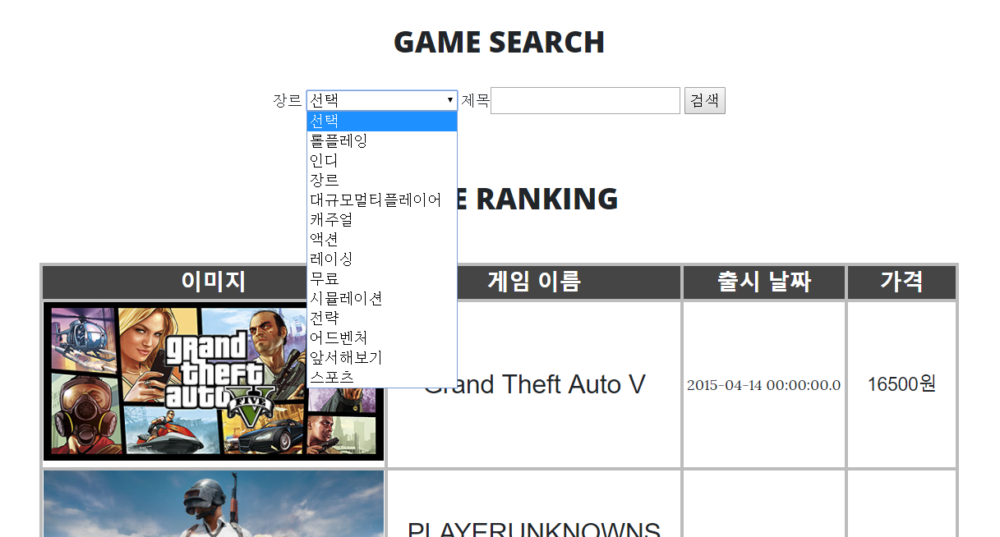 GAME SEARCH
장르 선택 제목 검색
선택
롤플레잉
인디
장르
대규모멀티플레이어
캐주얼
액션
레이싱
무료
시뮬레이션
전략
어드벤처
앞서해보기
스포츠
E RANKING
이미지 게임 이름 출시 날짜 가격
grand
theft
auto
V
FIVE
Grand Theft Auto V 2015-04-14 00:00:00.0 16500원
PLAYERUNKNOWNS